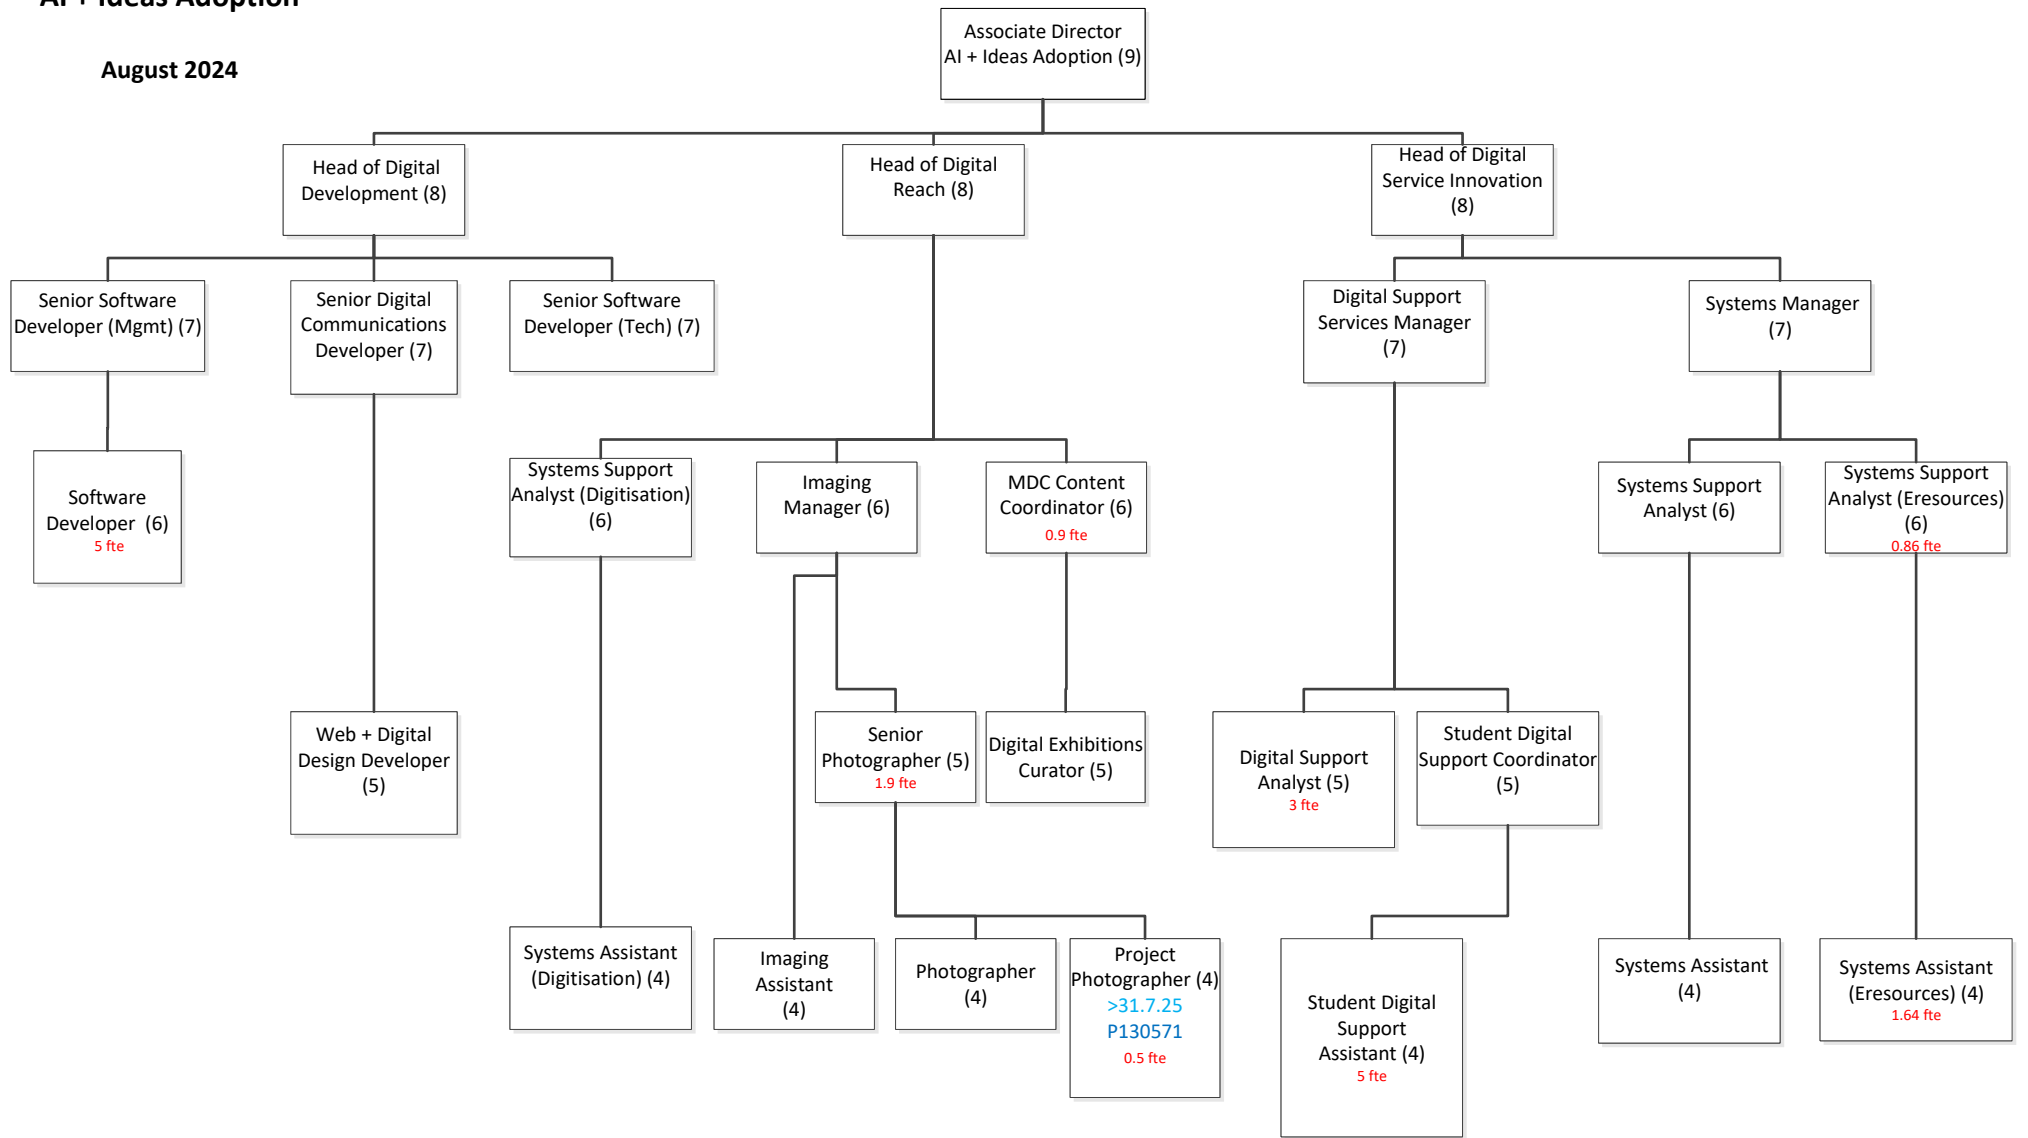 AI + Ideas Adoption
August 2024
Associate Director
AI + Ideas Adoption (9)
Head of Digital
Development (8)
Head of Digital
Reach (8)
Head of Digital
Service Innovation
(8)
Senior Software
Developer (Mgmt) (7)
Senior Digital
Communications
Developer (7)
Senior Software
Developer (Tech) (7)
Digital Support
Services Manager
(7)
Systems Manager
(7)
Software
Developer (6)
5 fte
Systems Support
Analyst (Digitisation)
(6)
Imaging
Manager (6)
MDC Content
Coordinator (6)
0.9 fte
Systems Support
Analyst (6)
Systems Support
Analyst (Eresources)
(6)
0.86 fte
Web + Digital
Design Developer
(5)
Senior
Photographer (5)
1.9 fte
Digital Exhibitions
Curator (5)
Digital Support
Analyst (5)
3 fte
Student Digital
Support Coordinator
(5)
Systems Assistant
(Digitisation) (4)
Imaging
Assistant
(4)
Photographer
(4)
Project
Photographer (4)
>31.7.25
P130571
0.5 fte
Student Digital
Support
Assistant (4)
5 fte
Systems Assistant
(4)
Systems Assistant
(Eresources) (4)
1.64 fte